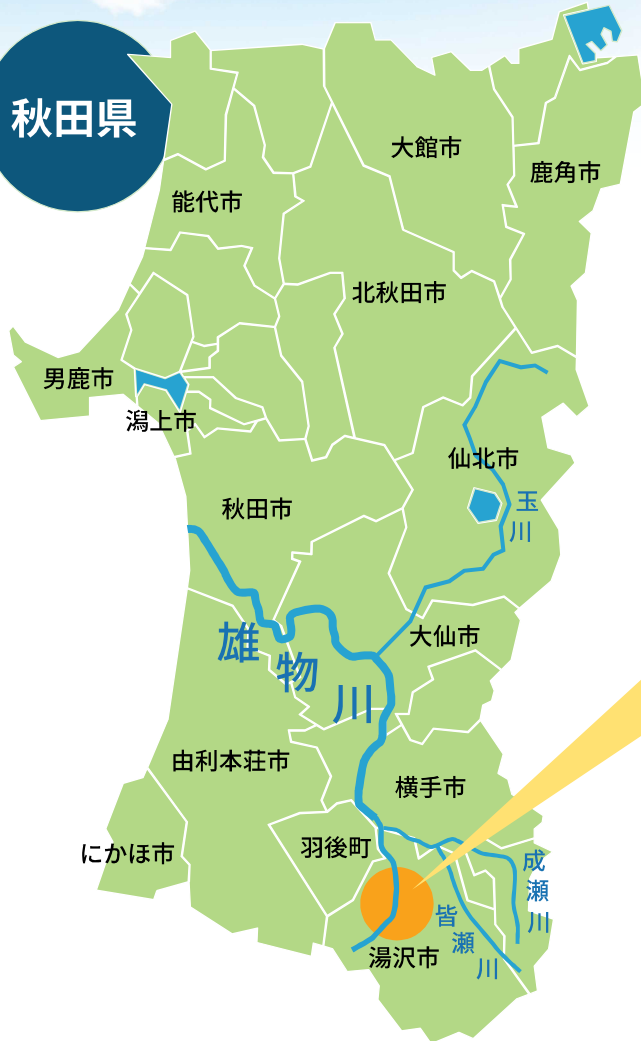 秋田県
大館市
鹿角市
能代市
北秋田市
男鹿市
潟上市
仙北市
秋田市
玉川
大仙市
雄物川
由利本荘市
横手市
にかほ市
羽後町
成瀬川
皆瀬川
湯沢市